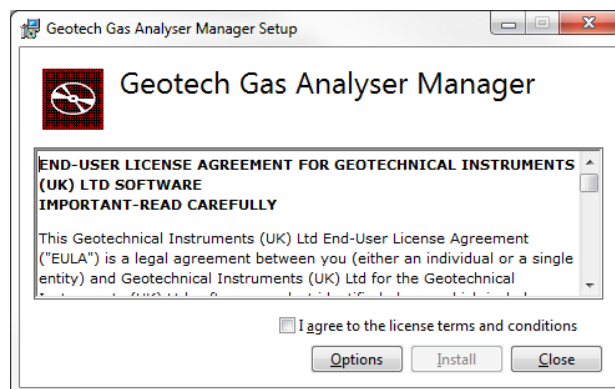 Geotech Gas Analyser Manager Setup
Geotech Gas Analyser Manager
END-USER LICENSE AGREEMENT FOR GEOTECHNICAL INSTRUMENTS
(UK) LTD SOFTWARE
IMPORTANT-READ CAREFULLY
This Geotechnical Instruments (UK) Ltd End-User License Agreement
("EULA") is a legal agreement between you (either an individual or a single
entity) and Geotechnical Instruments (UK) Ltd for the Geotechnical
I agree to the license terms and conditions
Options Install Close